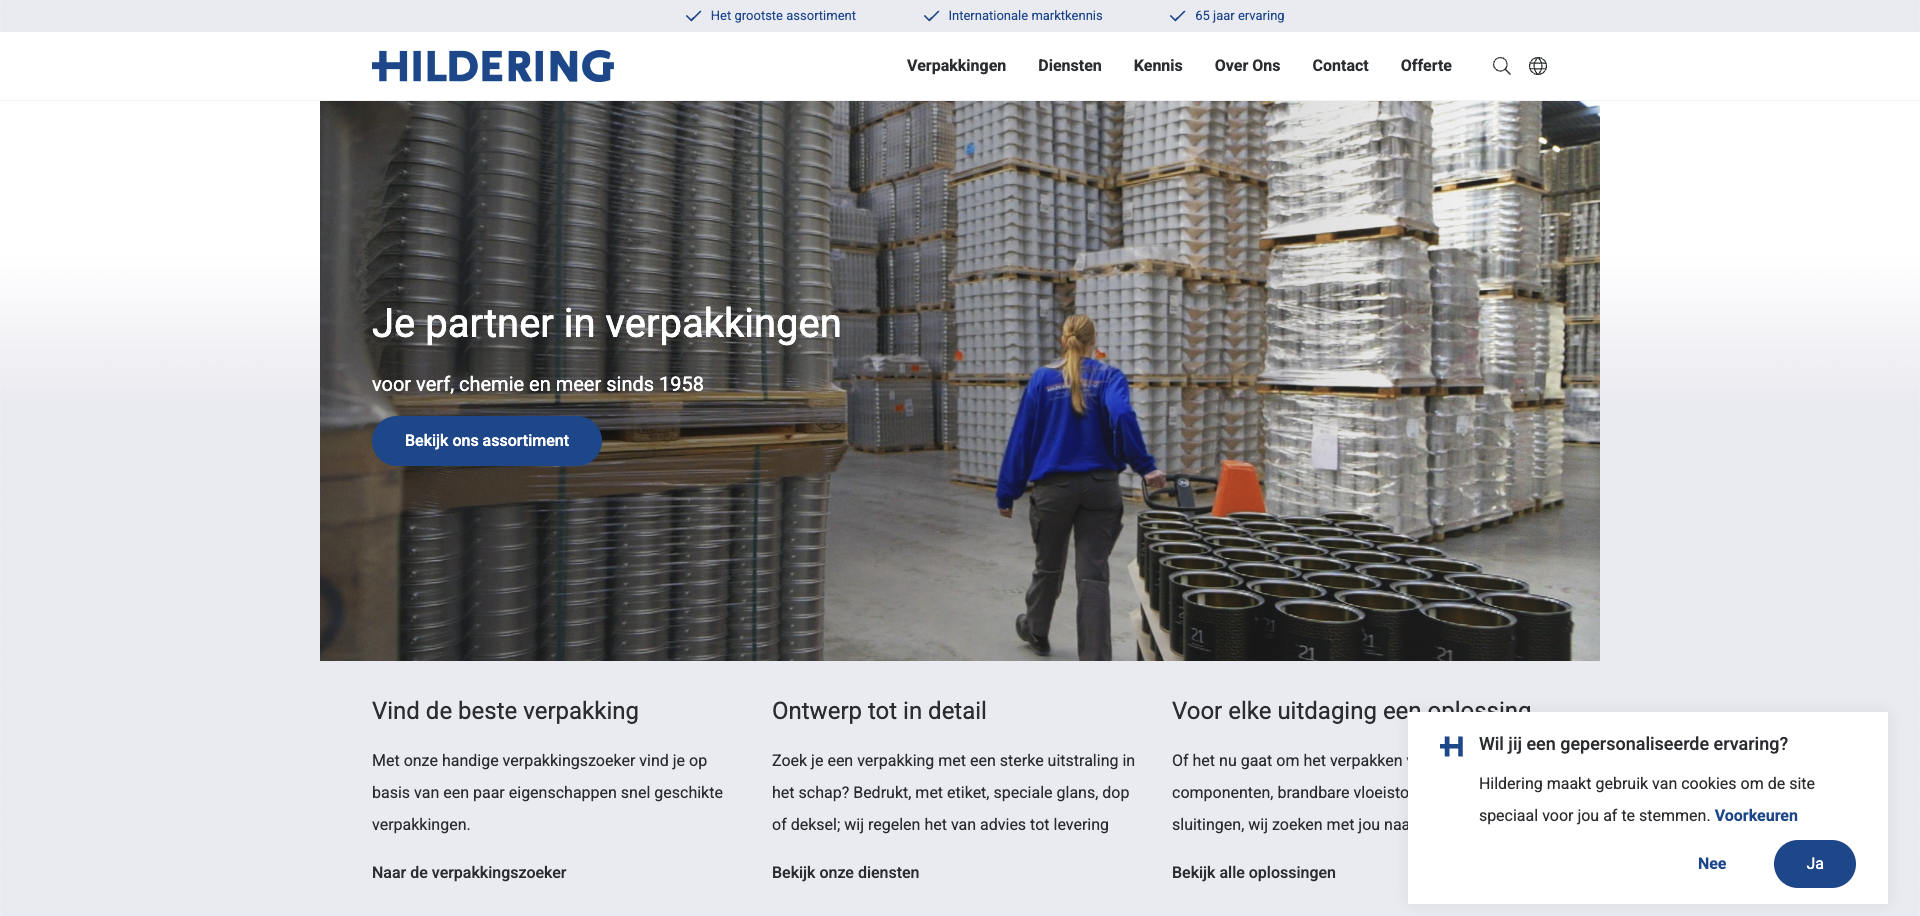 Het grootste assortiment
Internationale marktkennis
65 jaar ervaring
HILDERING
Verpakkingen
Diensten
Kennis
Over Ons
Contact
Offerte
Je partner in verpakkingen
voor verf, chemie en meer sinds 1958
Bekijk ons assortiment
21
21
21
21
Vind de beste verpakking
Met onze handige verpakkingszoeker vind je op
basis van een paar eigenschappen snel geschikte
verpakkingen.
Naar de verpakkingszoeker
Ontwerp tot in detail
Zoek je een verpakking met een sterke uitstraling in
het schap? Bedrukt, met etiket, speciale glans, dop
of deksel; wij regelen het van advies tot levering
Bekijk onze diensten
Voor elke uitdaging een oplossing
Of het nu gaat om het verpakken
componenten, brandbare vloeisto
sluitingen, wij zoeken met jou naa
Bekijk alle oplossingen
H
Wil jij een gepersonaliseerde ervaring?
Hildering maakt gebruik van cookies om de site
speciaal voor jou af te stemmen. Voorkeuren
Nee
Ja